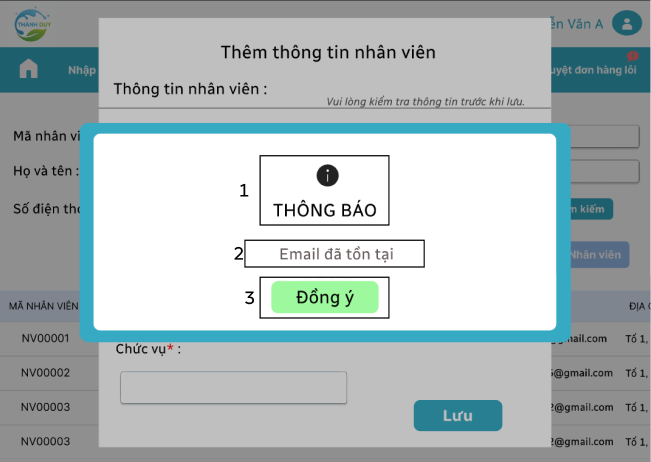 THANH DUY
Thêm thông tin nhân viên
ễn Văn A
Nhập
uyệt đơn hàng lỗi
Thông tin nhân viên :
Vui lòng kiểm tra thông tin trước khi lưu.
Mã nhân vi
Họ và tên :
Số điện tho
m kiếm
Nhân viên
1
THÔNG BÁO
2
Email đã tồn tại
3
Đồng ý
MÃ NHÂN VIÊN
ĐỊA
NV00001
mail.com
Tổ 1,
NV00002
@gmail.com
Tổ 1,
NV00003
2@gmail.com
Tổ 1,
NV00003
2@gmail.com
Tổ 1,
Chức vụ* :
Lưu